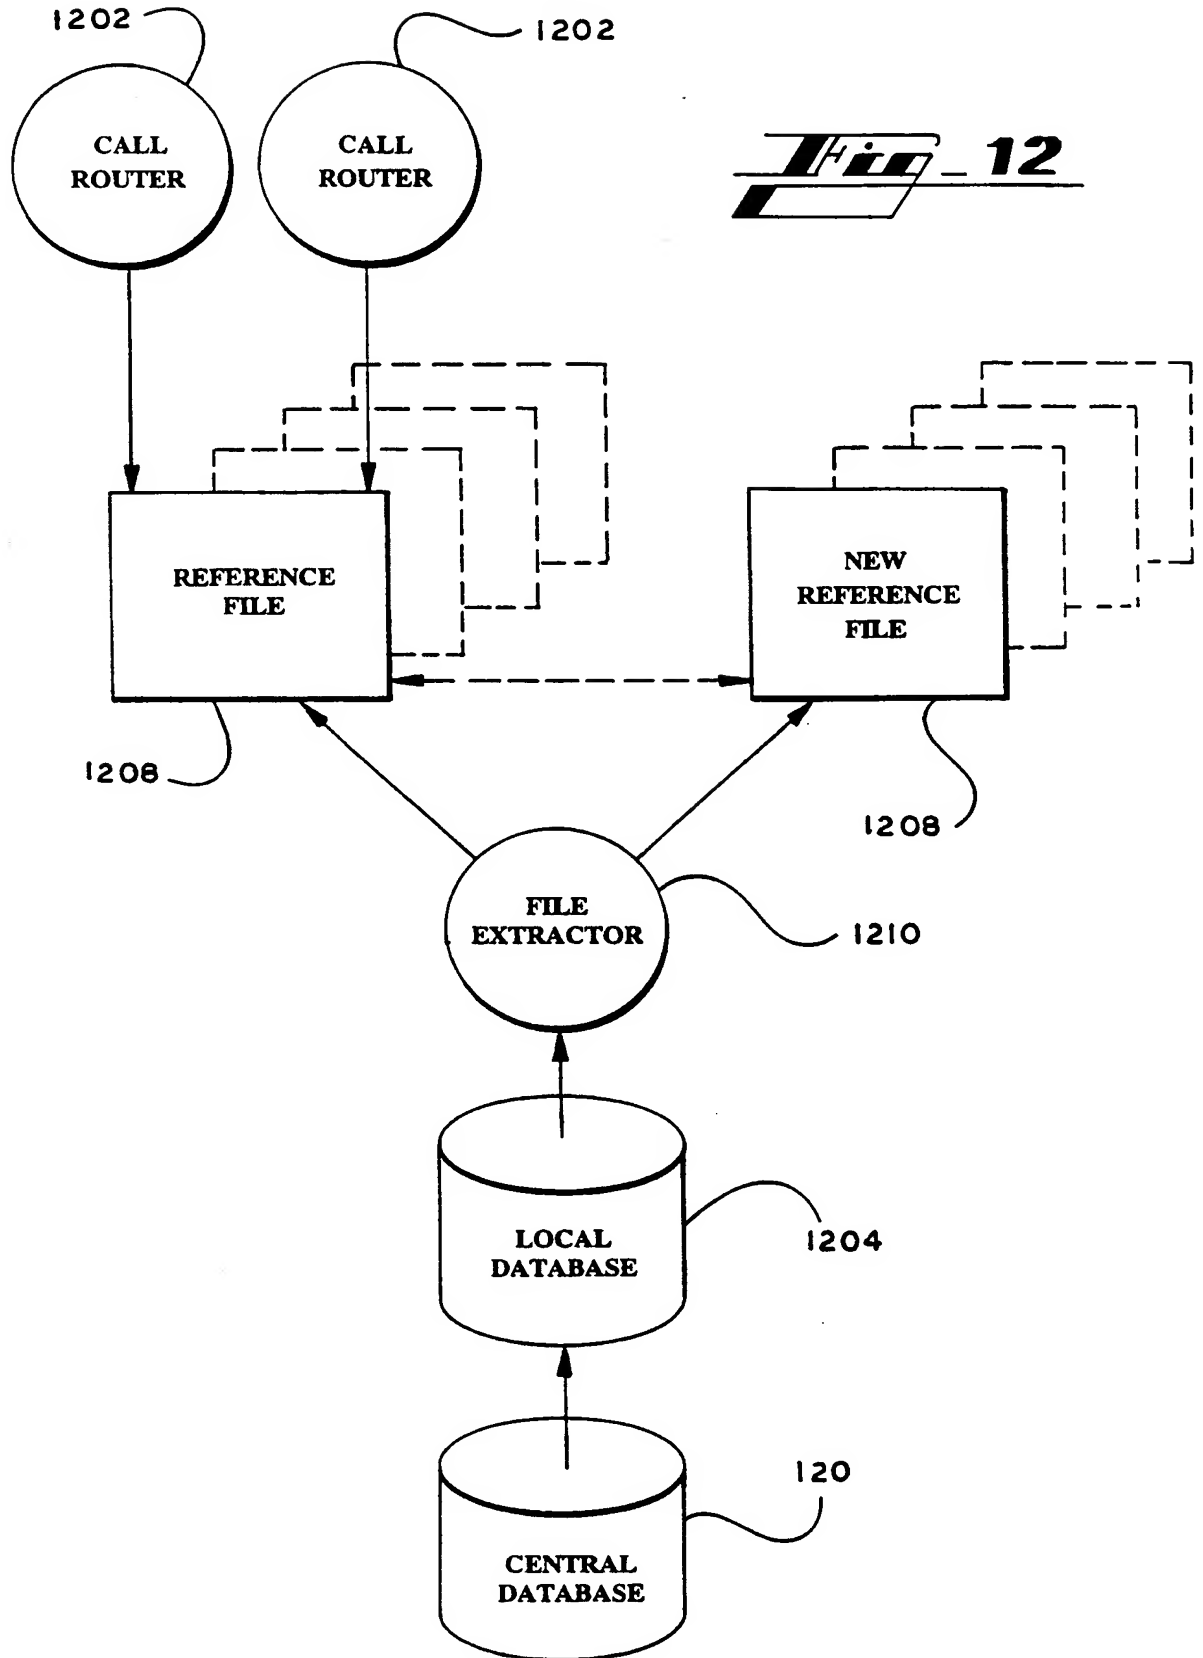 1202
1202
CALL
ROUTER
CALL
ROUTER
Fig_12
REFERENCE
FILE
NEW
REFERENCE
FILE
1208
1208
FILE
EXTRACTOR
1210
LOCAL
DATABASE
1204
CENTRAL
DATABASE
120